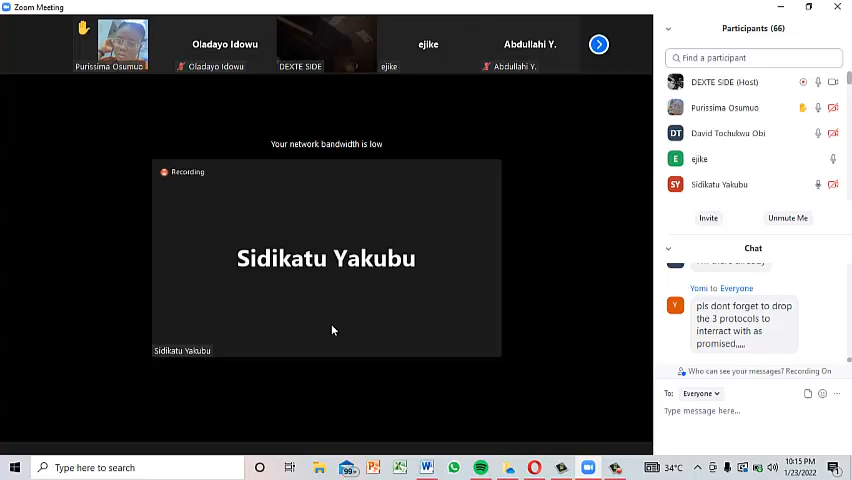 Zoom Meeting
Purissima Osumuo
Oladayo Idowu
Oladayo Idowu
DEXTE SIDE
ejike
ejike
Abdullahi Y.
Abdullahi Y.
Your network bandwidth is low
Recording
Sidikatu Yakubu
Sidikatu Yakubu
Participants (66)
Find a participant
DEXTE SIDE (Host)
Purissima Osumuo
DT David Tochukwu Obi
E ejike
SY Sidikatu Yakubu
Invite Unmute Me
Chat
Yomi to Everyone
Y pls dont forget to drop
the 3 protocols to
interract with as
promised,,,,,
Who can see your messages? Recording On
To: Everyone
Type message here...
Type here to search
99+
34°C
10:15 PM
1/23/2022
1